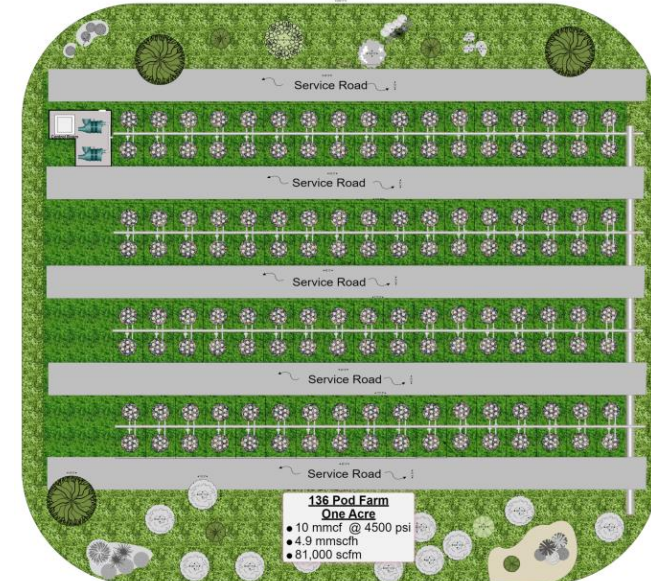 Service Road
Service Road
Service Road
Service Road
Service Road
136 Pod Farm
One Acre
• 10 mmcf @ 4500 psi
• 4.9 mmscfh
• 81,000 scfm